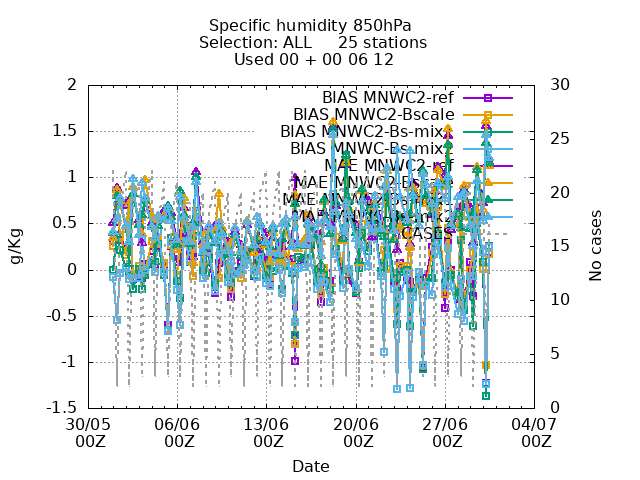 Specific humidity 850hPa
Selection: ALL 25 stations
Used 00 + 00 06 12
BIAS MNWC2-ref
BIAS MNWC2-Bscale
BIAS MNWC2-Bs-mix
BIAS MNWC-Bs-mix
MAE MNWC2-ref
MAE MNWC2-Bscale
CASES
g/Kg
2
1.5
1
0.5
0
-0.5
-1
-1.5
No cases
30
25
20
15
10
5
0
30/05 06/06 13/06 20/06 27/06 04/07
00Z 00Z 00Z 00Z 00Z 00Z
Date